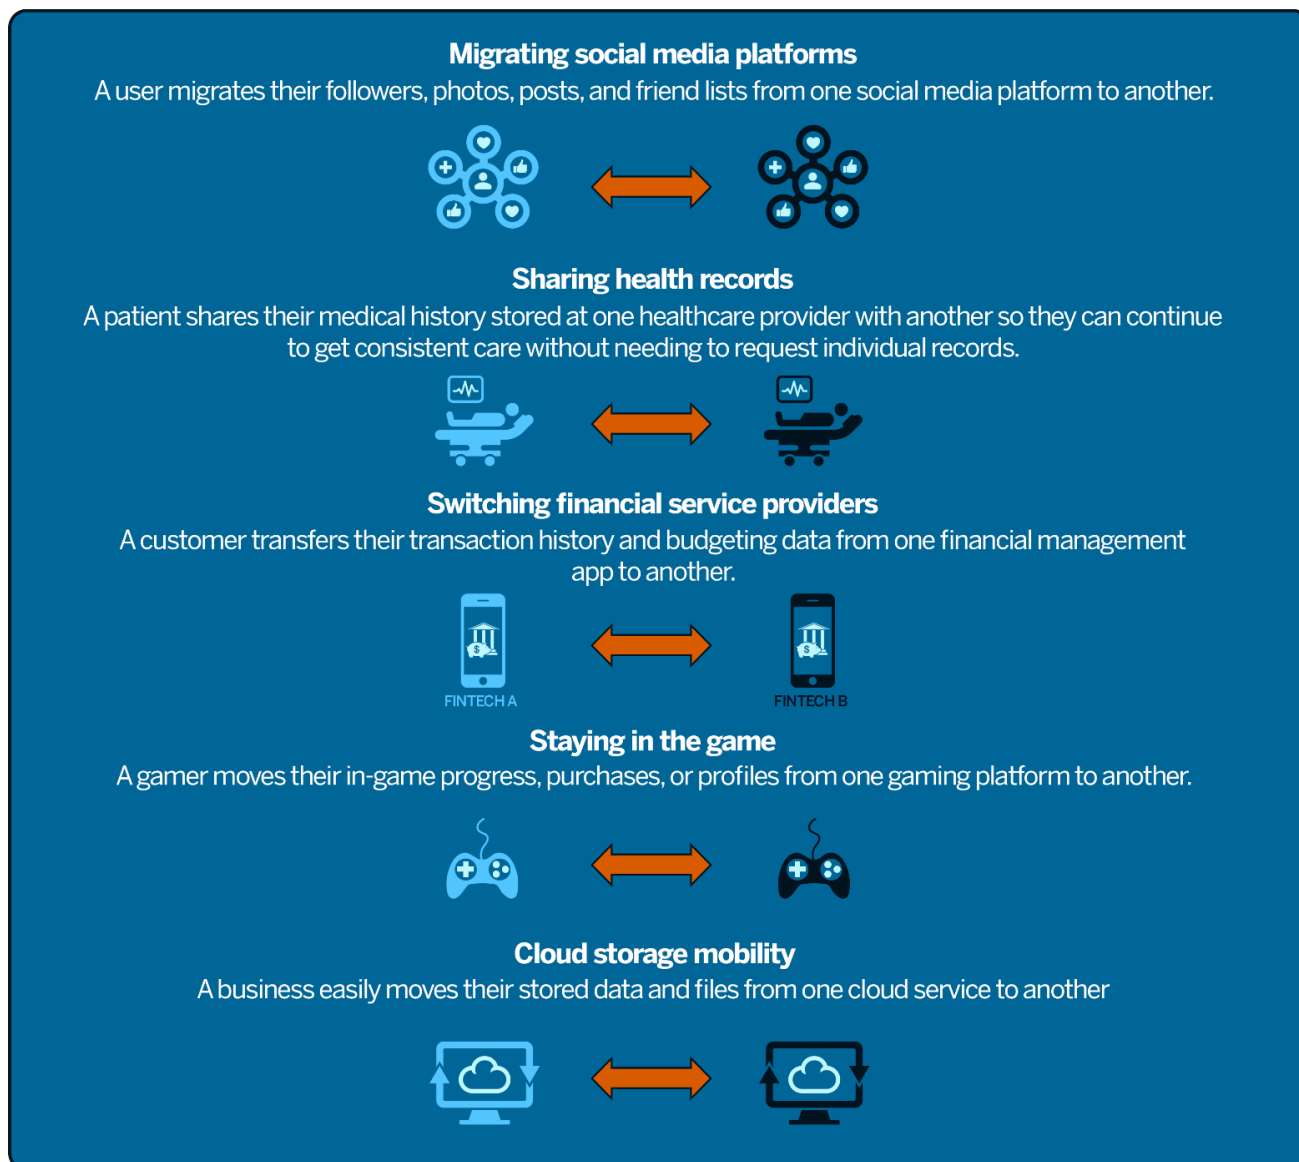 Migrating social media platforms
A user migrates their followers, photos, posts, and friend lists from one social media platform to another.
Sharing health records
A patient shares their medical history stored at one healthcare provider with another so they can continue
to get consistent care without needing to request individual records.
Switching financial service providers
A customer transfers their transaction history and budgeting data from one financial management
app to another.
$ $
FINTECH A FINTECH B
Staying in the game
A gamer moves their in-game progress, purchases, or profiles from one gaming platform to another.
Cloud storage mobility
A business easily moves their stored data and files from one cloud service to another